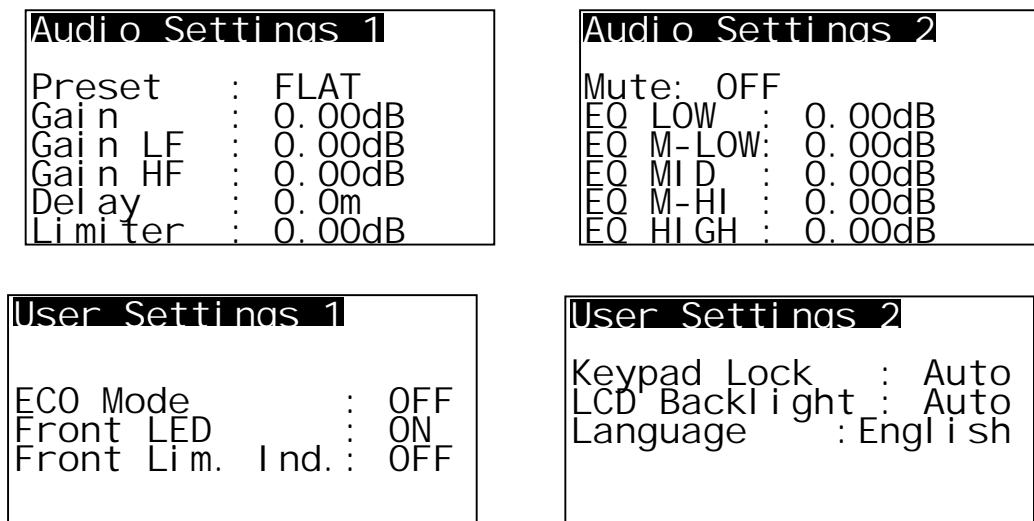 Audio Settings 1
Preset : FLAT
Gain : 0.00dB
Gain LF : 0.00dB
Gain HF : 0.00dB
Delay : 0.0m
Limiter : 0.00dB
Audio Settings 2
Mute: OFF
EQ LOW : 0.00dB
EQ M-LOW: 0.00dB
EQ MID : 0.00dB
EQ M-HI : 0.00dB
EQ HIGH : 0.00dB
User Settings 1
ECO Mode : OFF
Front LED : ON
Front Lim. Ind.: OFF
User Settings 2
Keypad Lock : Auto
LCD Backlight : Auto
Language :English